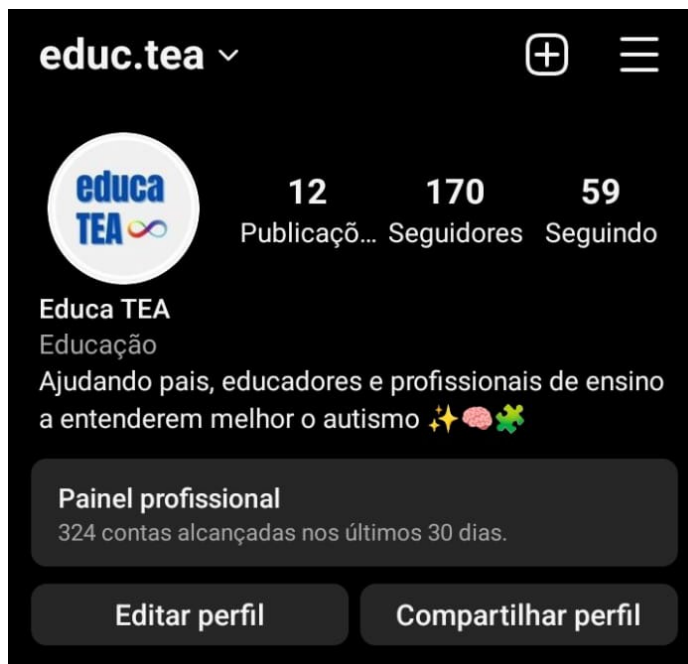 educ.tea
educa
TEA
12 170 59
Publicaçõ... Seguidores Seguindo
Educa TEA
Educação
Ajudando pais, educadores e profissionais de ensino
a entenderem melhor o autismo ✨🧠🧩
Painel profissional
324 contas alcançadas nos últimos 30 dias.
Editar perfil Compartilhar perfil